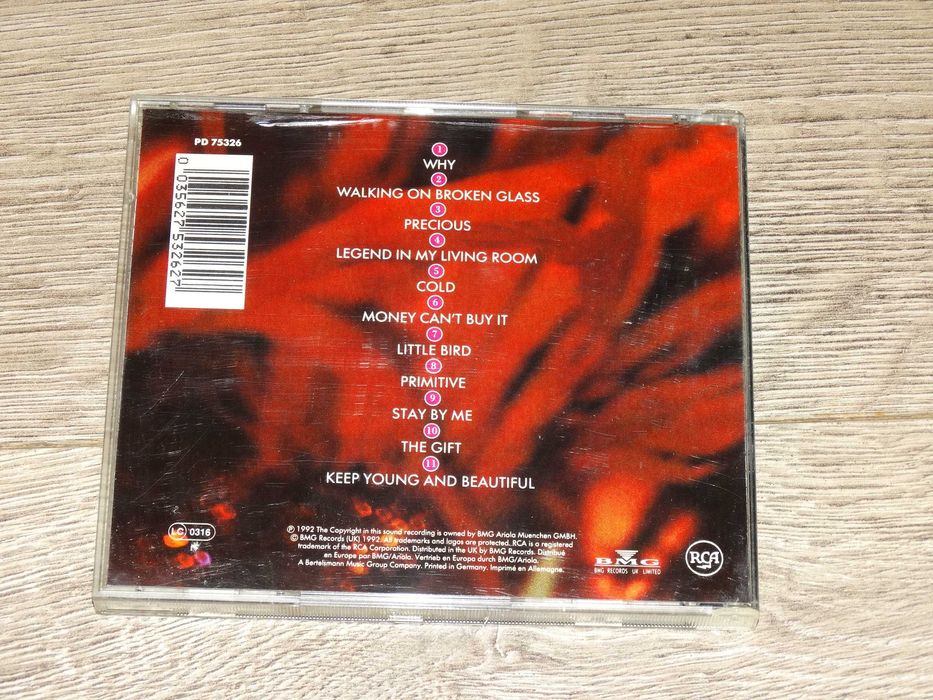 PD 75326
0 035627 532627
1
WHY
2
WALKING ON BROKEN GLASS
3
PRECIOUS
4
LEGEND IN MY LIVING ROOM
5
COLD
6
MONEY CAN'T BUY IT
7
LITTLE BIRD
8
PRIMITIVE
9
STAY BY ME
10
THE GIFT
11
KEEP YOUNG AND BEAUTIFUL
LC 0316
℗ 1992 The Copyright in this sound recording is owned by BMG Ariola Muenchen GMBH.
© BMG Records (UK) 1992. All trademarks and logos are protected. RCA is a registered
trademark of the RCA Corporation. Distributed in the UK by BMG Records. Distribué
en Europe par BMG/Ariola. Vertrieb en Europa durch BMG/Ariola.
A Bertelsmann Music Group Company. Printed in Germany. Imprimé en Allemagne.
BMG
BMG RECORDS UK LIMITED
RCA